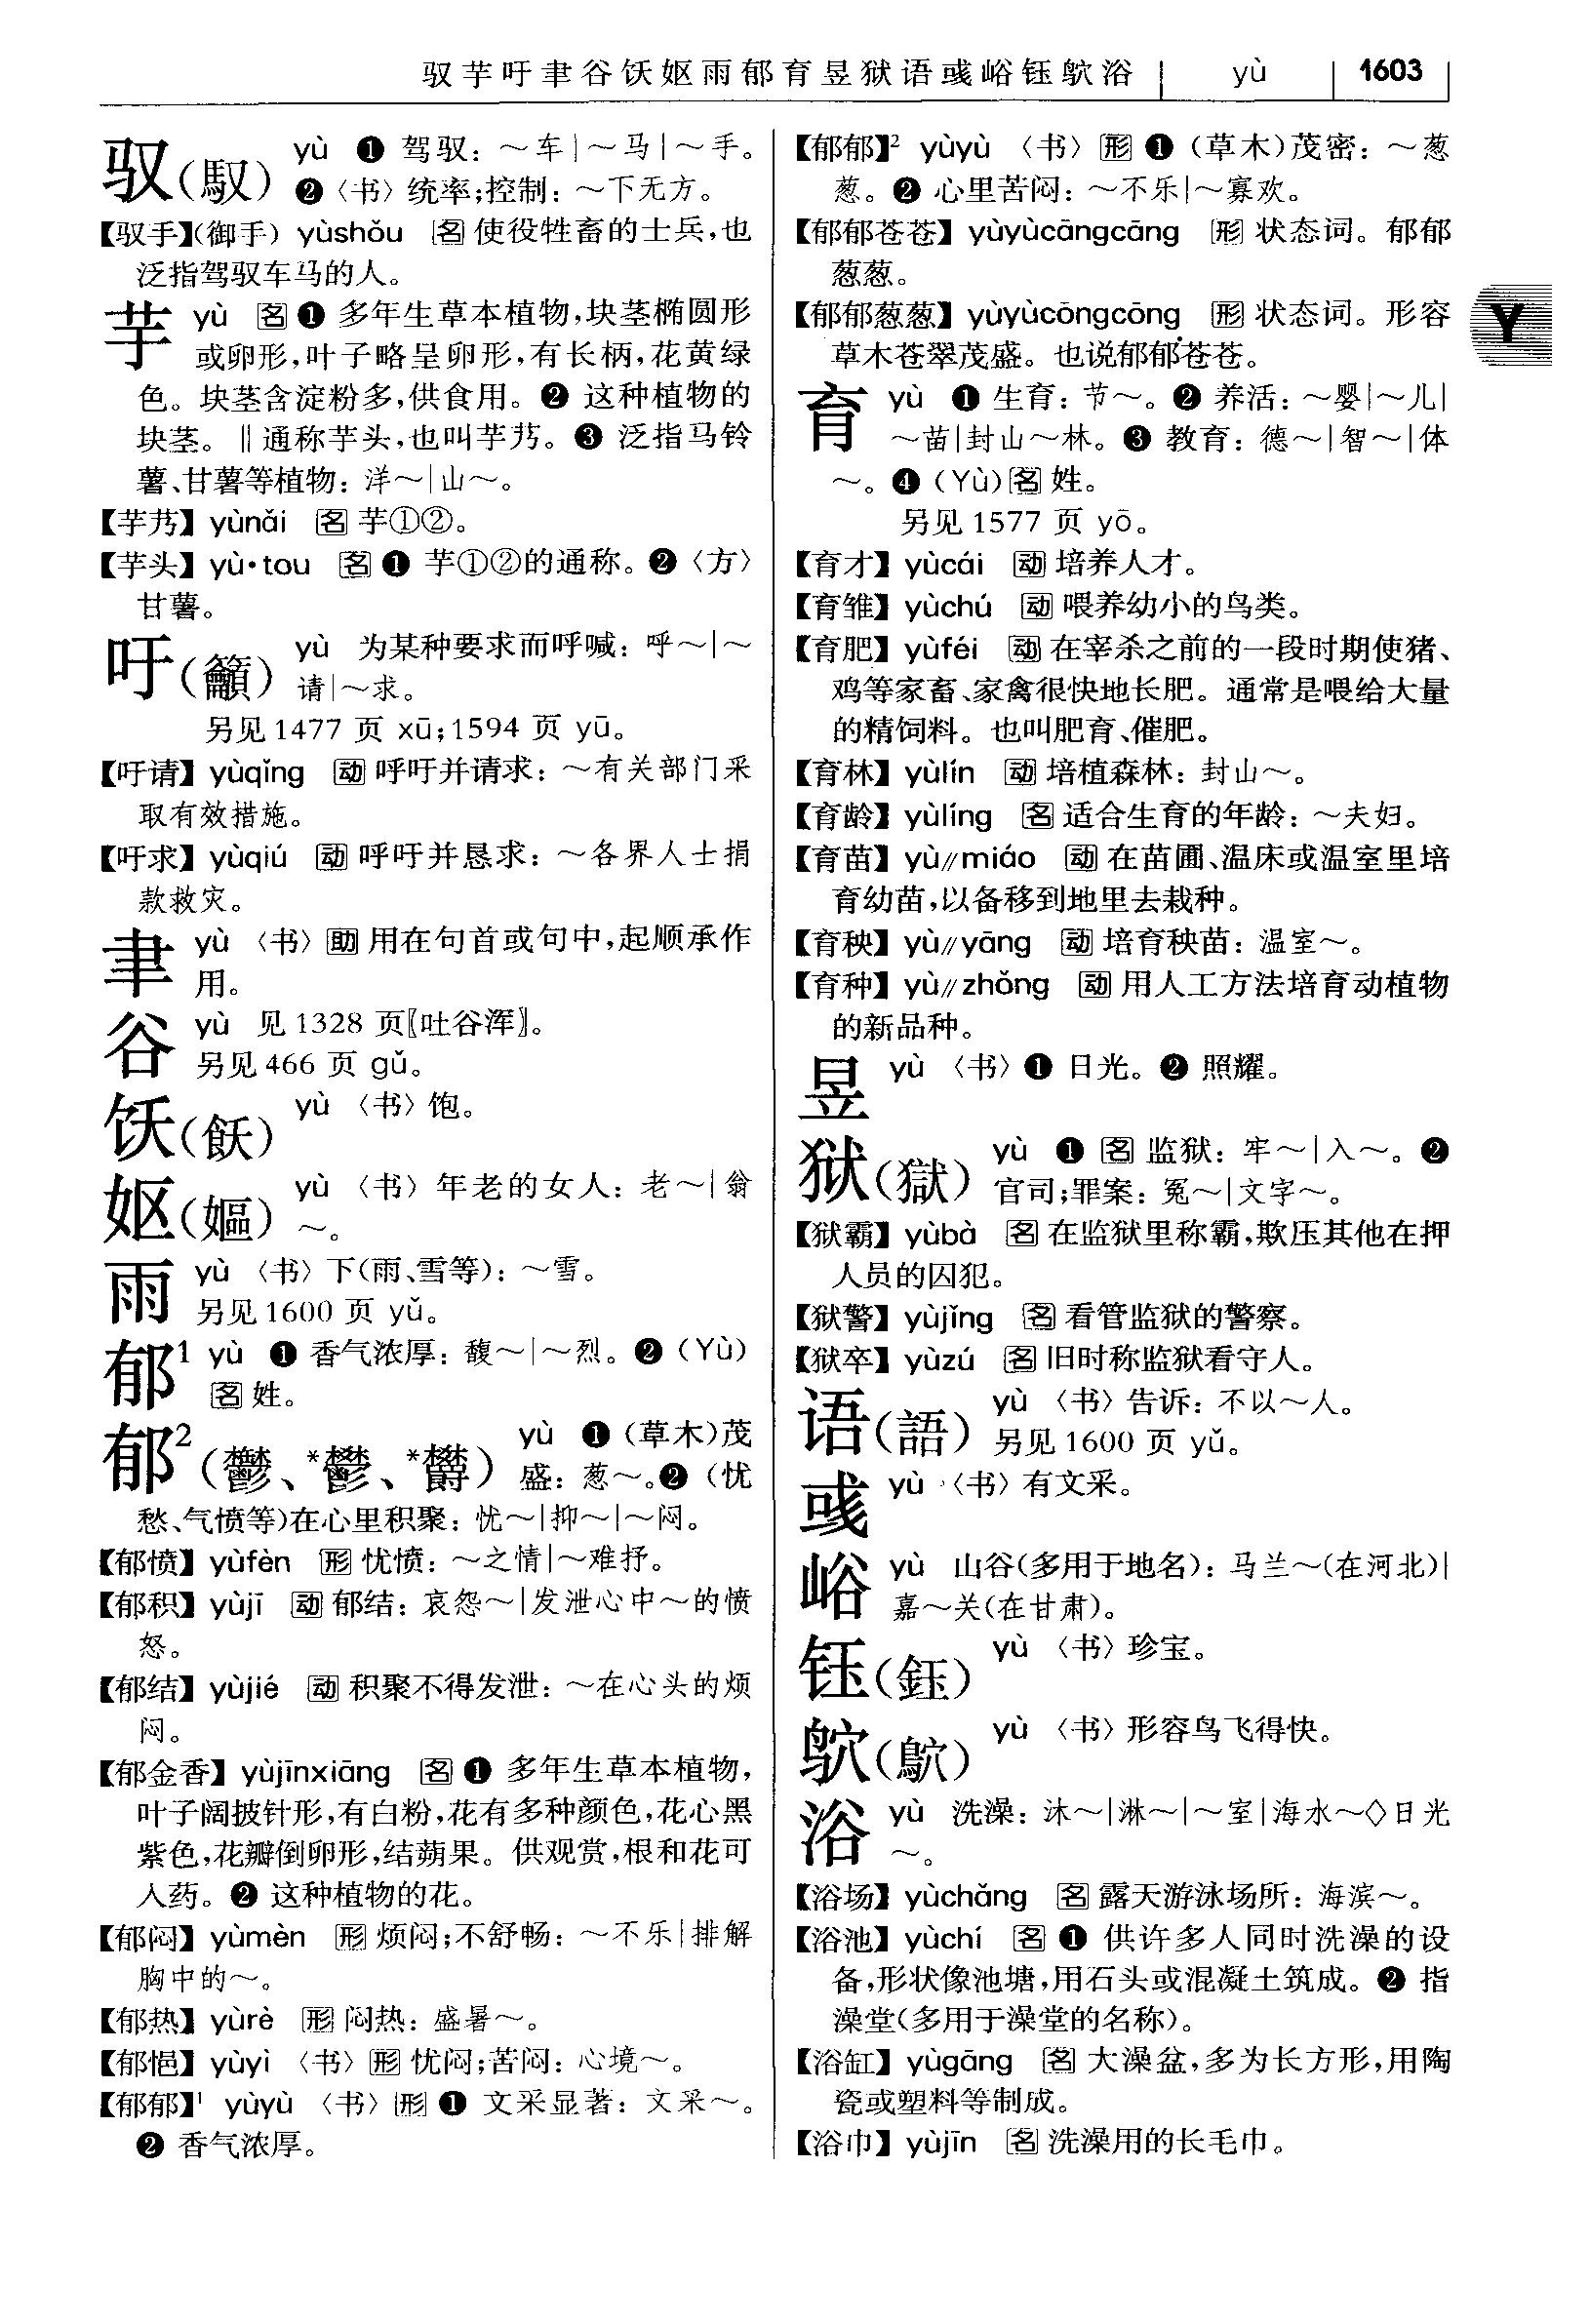 驭芋吁聿谷饫妪雨郁育昱狱语彧峪钰𫛩浴 yù 1603
驭(馭) yù ❶ 驾驭：～车|～马|～手。
❷〈书〉统率；控制：～下无方。
【驭手】(御手) yùshǒu 名 使役牲畜的士兵，也
泛指驾驭车马的人。
芋 yù 名 ❶ 多年生草本植物，块茎椭圆形
或卵形，叶子略呈卵形，有长柄，花黄绿
色。块茎含淀粉多，供食用。❷ 这种植物的
块茎。‖通称芋头，也叫芋艿。❸ 泛指马铃
薯、甘薯等植物：洋～|山～。
【芋艿】 yùnǎi 名 芋①②。
【芋头】 yù·tou 名 ❶ 芋①②的通称。❷〈方〉
甘薯。
吁(籲) yù 为某种要求而呼喊：呼～|～
请|～求。
另见 1477 页 xū；1594 页 yū。
【吁请】 yùqǐng 动 呼吁并请求：～有关部门采
取有效措施。
【吁求】 yùqiú 动 呼吁并恳求：～各界人士捐
款救灾。
聿 yù 〈书〉助 用在句首或句中，起顺承作
用。
谷 yù 见 1328 页〖吐谷浑〗。
另见 466 页 gǔ。
饫(飫) yù 〈书〉饱。
妪(嫗) yù 〈书〉年老的女人：老～|翁
～。
雨 yù 〈书〉下(雨、雪等)：～雪。
另见 1600 页 yǔ。
郁¹ yù ❶ 香气浓厚：馥～|～烈。❷ (Yù)
名 姓。
郁²(鬱、*鬰、*欝) yù ❶ (草木)茂
盛：葱～。❷ (忧
愁、气愤等)在心里积聚：忧～|抑～|～闷。
【郁愤】 yùfèn 形 忧愤：～之情|～难抒。
【郁积】 yùjī 动 郁结：哀怨～|发泄心中～的愤
怒。
【郁结】 yùjié 动 积聚不得发泄：～在心头的烦
闷。
【郁金香】 yùjīnxiāng 名 ❶ 多年生草本植物，
叶子阔披针形，有白粉，花有多种颜色，花心黑
紫色，花瓣倒卵形，结蒴果。供观赏，根和花可
入药。❷ 这种植物的花。
【郁闷】 yùmèn 形 烦闷；不舒畅：～不乐|排解
胸中的～。
【郁热】 yùrè 形 闷热：盛暑～。
【郁悒】 yùyì 〈书〉形 忧闷；苦闷：心境～。
【郁郁】¹ yùyù 〈书〉形 ❶ 文采显著：文采～。
❷ 香气浓厚。
【郁郁】² yùyù 〈书〉形 ❶ (草木)茂密：～葱
葱。❷ 心里苦闷：～不乐|～寡欢。
【郁郁苍苍】 yùyùcāngcāng 形 状态词。郁郁
葱葱。
【郁郁葱葱】 yùyùcōngcōng 形 状态词。形容
草木苍翠茂盛。也说郁郁苍苍。
Y
育 yù ❶ 生育：节～。❷ 养活：～婴|～儿|
～苗|封山～林。❸ 教育：德～|智～|体
～。❹ (Yù)名 姓。
另见 1577 页 yō。
【育才】 yùcái 动 培养人才。
【育雏】 yùchú 动 喂养幼小的鸟类。
【育肥】 yùféi 动 在宰杀之前的一段时期使猪、
鸡等家畜、家禽很快地长肥。通常是喂给大量
的精饲料。也叫肥育、催肥。
【育林】 yùlín 动 培植森林：封山～。
【育龄】 yùlíng 名 适合生育的年龄：～夫妇。
【育苗】 yù//miáo 动 在苗圃、温床或温室里培
育幼苗，以备移到地里去栽种。
【育秧】 yù//yāng 动 培育秧苗：温室～。
【育种】 yù//zhǒng 动 用人工方法培育动植物
的新品种。
昱 yù 〈书〉❶ 日光。❷ 照耀。
狱(獄) yù ❶ 名 监狱：牢～|入～。❷
官司；罪案：冤～|文字～。
【狱霸】 yùbà 名 在监狱里称霸，欺压其他在押
人员的囚犯。
【狱警】 yùjǐng 名 看管监狱的警察。
【狱卒】 yùzú 名 旧时称监狱看守人。
语(語) yù 〈书〉告诉：不以～人。
另见 1600 页 yǔ。
彧 yù 〈书〉有文采。
峪 yù 山谷(多用于地名)：马兰～(在河北)|
嘉～关(在甘肃)。
钰(鈺) yù 〈书〉珍宝。
𫛩(鴥) yù 〈书〉形容鸟飞得快。
浴 yù 洗澡：沐～|淋～|～室|海水～◇日光
～。
【浴场】 yùchǎng 名 露天游泳场所：海滨～。
【浴池】 yùchí 名 ❶ 供许多人同时洗澡的设
备，形状像池塘，用石头或混凝土筑成。❷ 指
澡堂(多用于澡堂的名称)。
【浴缸】 yùgāng 名 大澡盆，多为长方形，用陶
瓷或塑料等制成。
【浴巾】 yùjīn 名 洗澡用的长毛巾。